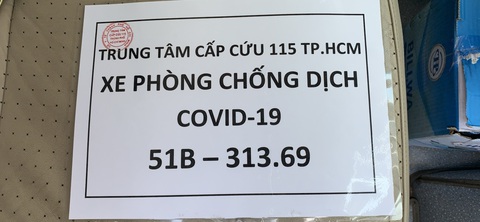 TRUNG TÂM CẤP CỨU 115 TP.HCM
XE PHÒNG CHỐNG DỊCH
COVID-19
51B – 313.69